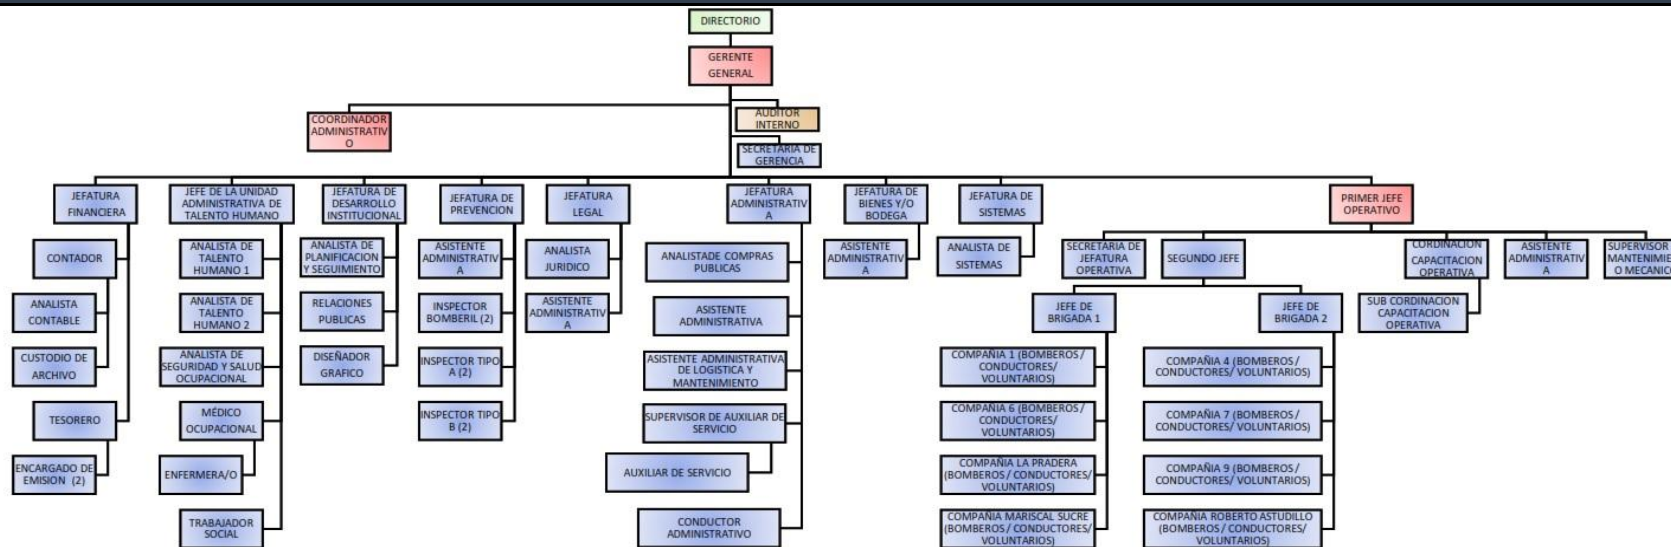 DIRECTORIO
GERENTE
GENERAL
COORDINADOR
ADMINISTRATIV
O
AUDITOR
INTERNO
SECRETARIA DE
GERENCIA
JEFATURA
FINANCIERA
JEFE DE LA UNIDAD
ADMINISTRATIVA DE
TALENTO HUMANO
JEFATURA DE
DESARROLLO
INSTITUCIONAL
JEFATURA DE
PREVENCION
JEFATURA
LEGAL
JEFATURA
ADMINISTRATIV
A
JEFATURA DE
BIENES Y/O
BODEGA
JEFATURA DE
SISTEMAS
PRIMER JEFE
OPERATIVO
CONTADOR
ANALISTA
CONTABLE
CUSTODIO DE
ARCHIVO
TESORERO
ENCARGADO DE
EMISION (2)
ANALISTA DE
TALENTO
HUMANO 1
ANALISTA DE
TALENTO
HUMANO 2
ANALISTA DE
SEGURIDAD Y SALUD
OCUPACIONAL
MÉDICO
OCUPACIONAL
ENFERMERA/O
TRABAJADOR
SOCIAL
ANALISTA DE
PLANIFICACION
Y SEGUIMIENTO
RELACIONES
PUBLICAS
DISEÑADOR
GRAFICO
ASISTENTE
ADMINISTRATIV
A
INSPECTOR
BOMBERIL (2)
INSPECTOR TIPO
A (2)
INSPECTOR TIPO
B (2)
ANALISTA
JURIDICO
ASISTENTE
ADMINISTRATIV
A
ANALISTADE COMPRAS
PUBLICAS
ASISTENTE
ADMINISTRATIVA
ASISTENTE ADMINISTRATIVA
DE LOGISTICA Y
MANTENIMIENTO
SUPERVISOR DE AUXILIAR DE
SERVICIO
AUXILIAR DE SERVICIO
CONDUCTOR
ADMINISTRATIVO
ASISTENTE
ADMINISTRATIV
A
ANALISTA DE
SISTEMAS
SECRETARIA DE
JEFATURA
OPERATIVA
SEGUNDO JEFE
CORDINACION
CAPACITACION
OPERATIVA
ASISTENTE
ADMINISTRATIV
A
SUPERVISOR
MANTENIMIE
O MECANICO
JEFE DE
BRIGADA 1
JEFE DE
BRIGADA 2
SUB CORDINACION
CAPACITACION
OPERATIVA
COMPAÑIA 1 (BOMBEROS /
CONDUCTORES/
VOLUNTARIOS)
COMPAÑIA 6 (BOMBEROS /
CONDUCTORES/
VOLUNTARIOS)
COMPAÑIA LA PRADERA
(BOMBEROS / CONDUCTORES/
VOLUNTARIOS)
COMPAÑIA MARISCAL SUCRE
(BOMBEROS / CONDUCTORES/
VOLUNTARIOS)
COMPAÑIA 4 (BOMBEROS /
CONDUCTORES/ VOLUNTARIOS)
COMPAÑIA 7 (BOMBEROS /
CONDUCTORES/ VOLUNTARIOS)
COMPAÑIA 9 (BOMBEROS /
CONDUCTORES/ VOLUNTARIOS)
COMPAÑIA ROBERTO ASTUDILLO
(BOMBEROS / CONDUCTORES/
VOLUNTARIOS)